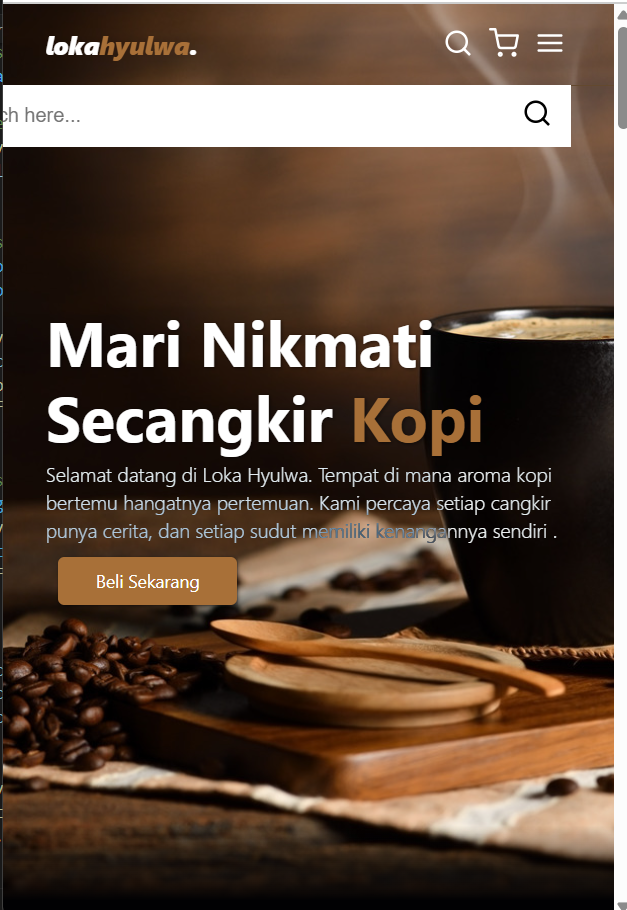 lokahyulwa.
ch here...
Mari Nikmati
Secangkir Kopi
Selamat datang di Loka Hyulwa. Tempat di mana aroma kopi
bertemu hangatnya pertemuan. Kami percaya setiap cangkir
punya cerita, dan setiap sudut memiliki kenangannya sendiri .
Beli Sekarang